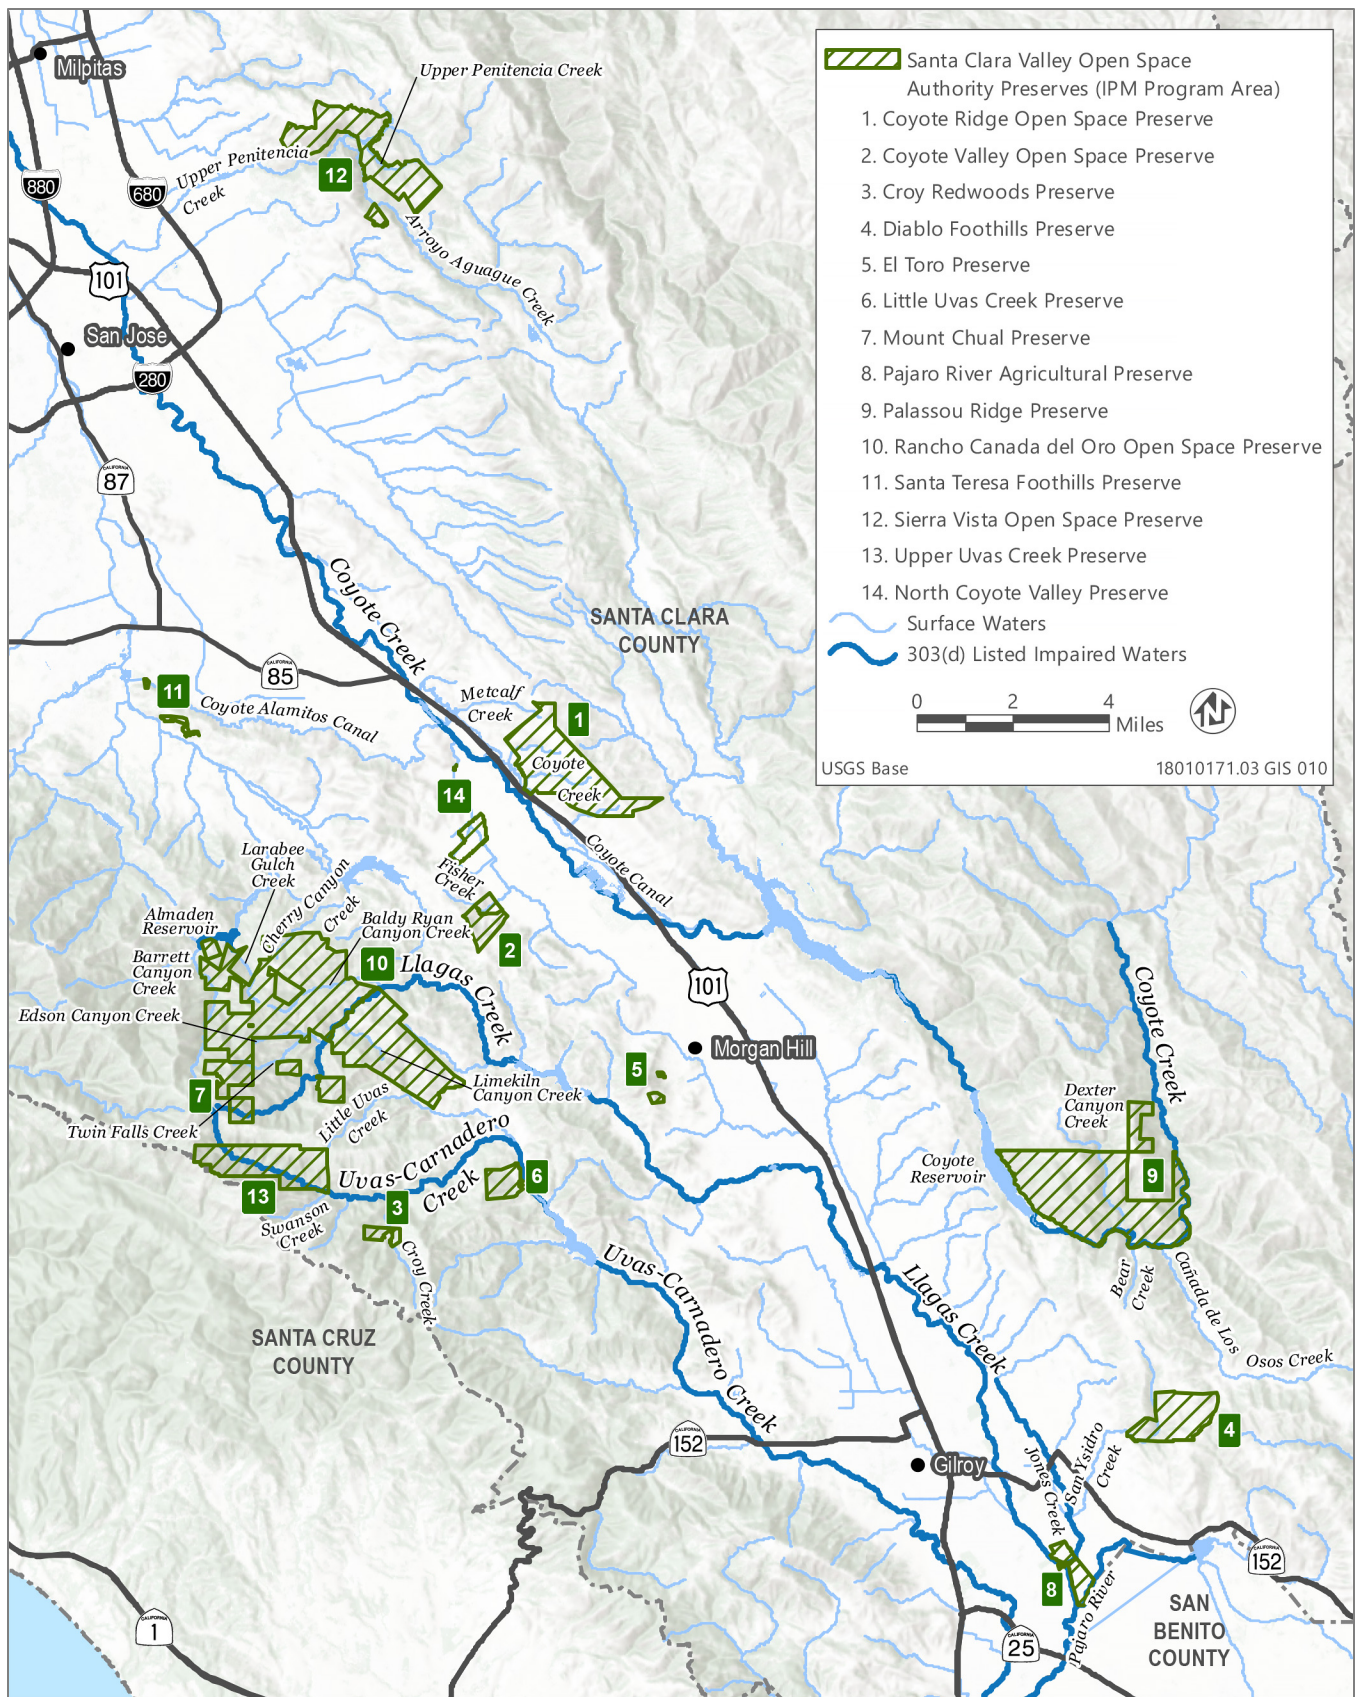 Milpitas
Upper Penitencia Creek
Upper Penitencia
Creek
12
880
680
Arroyo Aguague Creek
101
San Jose
280
CALIFORNIA
87
Coyote Creek
SANTA CLARA
COUNTY
CALIFORNIA
85
11
Coyote Alamitos Canal
Metcalf
Creek
1
Coyote
Creek
14
Coyote Canal
Fisher
Creek
2
Larabee
Gulch
Creek
Cherry Canyon
Creek
Almaden
Reservoir
Baldy Ryan
Canyon Creek
Barrett
Canyon
Creek
10
Llagas Creek
Edson Canyon Creek
101
Morgan Hill
5
7
Limekiln
Canyon Creek
Little Uvas
Creek
Twin Falls Creek
Uvas-Carnadero
Creek
6
13
3
Swanson
Creek
Croy Creek
Coyote Creek
Dexter
Canyon
Creek
Coyote
Reservoir
9
Bear
Creek
Cañada de Los
Osos Creek
Uvas-Carnadero Creek
Llagas Creek
SANTA CRUZ
COUNTY
4
CALIFORNIA
152
Gilroy
Jones Creek
San Ysidro
Creek
CALIFORNIA
152
8
Pajaro River
SAN
BENITO
COUNTY
CALIFORNIA
1
CALIFORNIA
25
Santa Clara Valley Open Space
Authority Preserves (IPM Program Area)
1. Coyote Ridge Open Space Preserve
2. Coyote Valley Open Space Preserve
3. Croy Redwoods Preserve
4. Diablo Foothills Preserve
5. El Toro Preserve
6. Little Uvas Creek Preserve
7. Mount Chual Preserve
8. Pajaro River Agricultural Preserve
9. Palassou Ridge Preserve
10. Rancho Canada del Oro Open Space Preserve
11. Santa Teresa Foothills Preserve
12. Sierra Vista Open Space Preserve
13. Upper Uvas Creek Preserve
14. North Coyote Valley Preserve
Surface Waters
303(d) Listed Impaired Waters
0 2 4
Miles
N
USGS Base 18010171.03 GIS 010